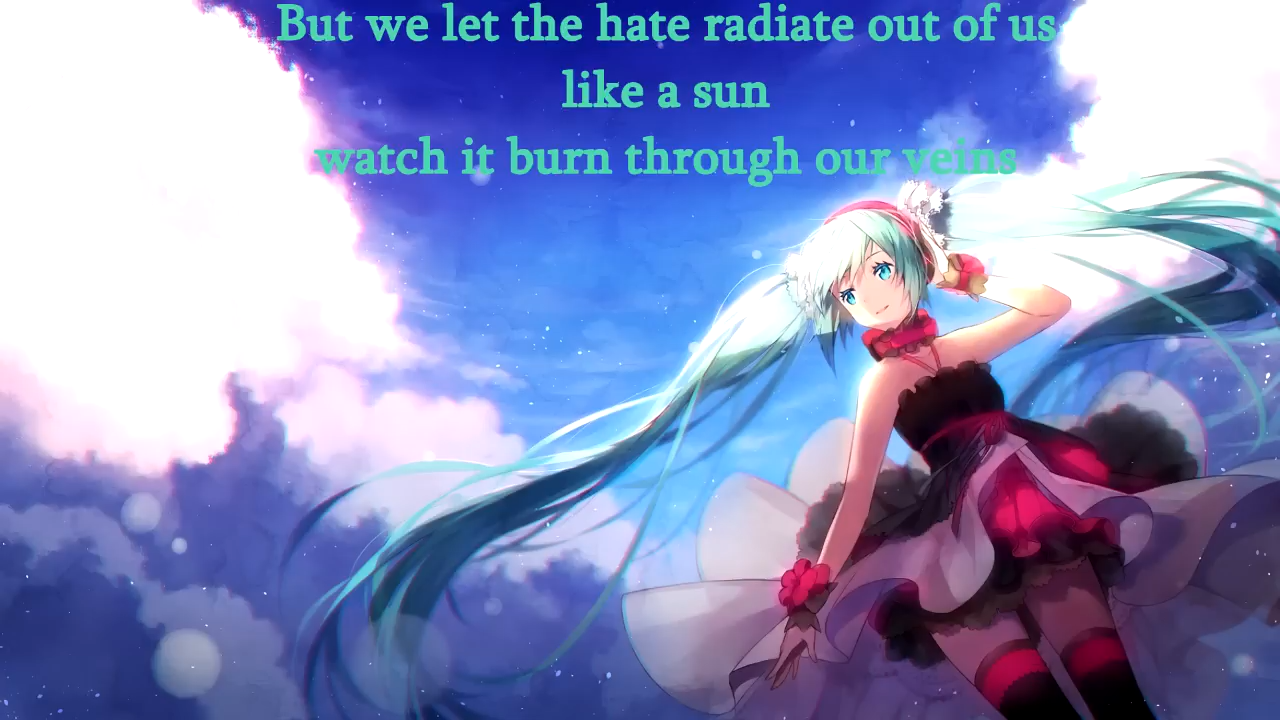 But we let the hate radiate out of us
like a sun
watch it burn through our veins